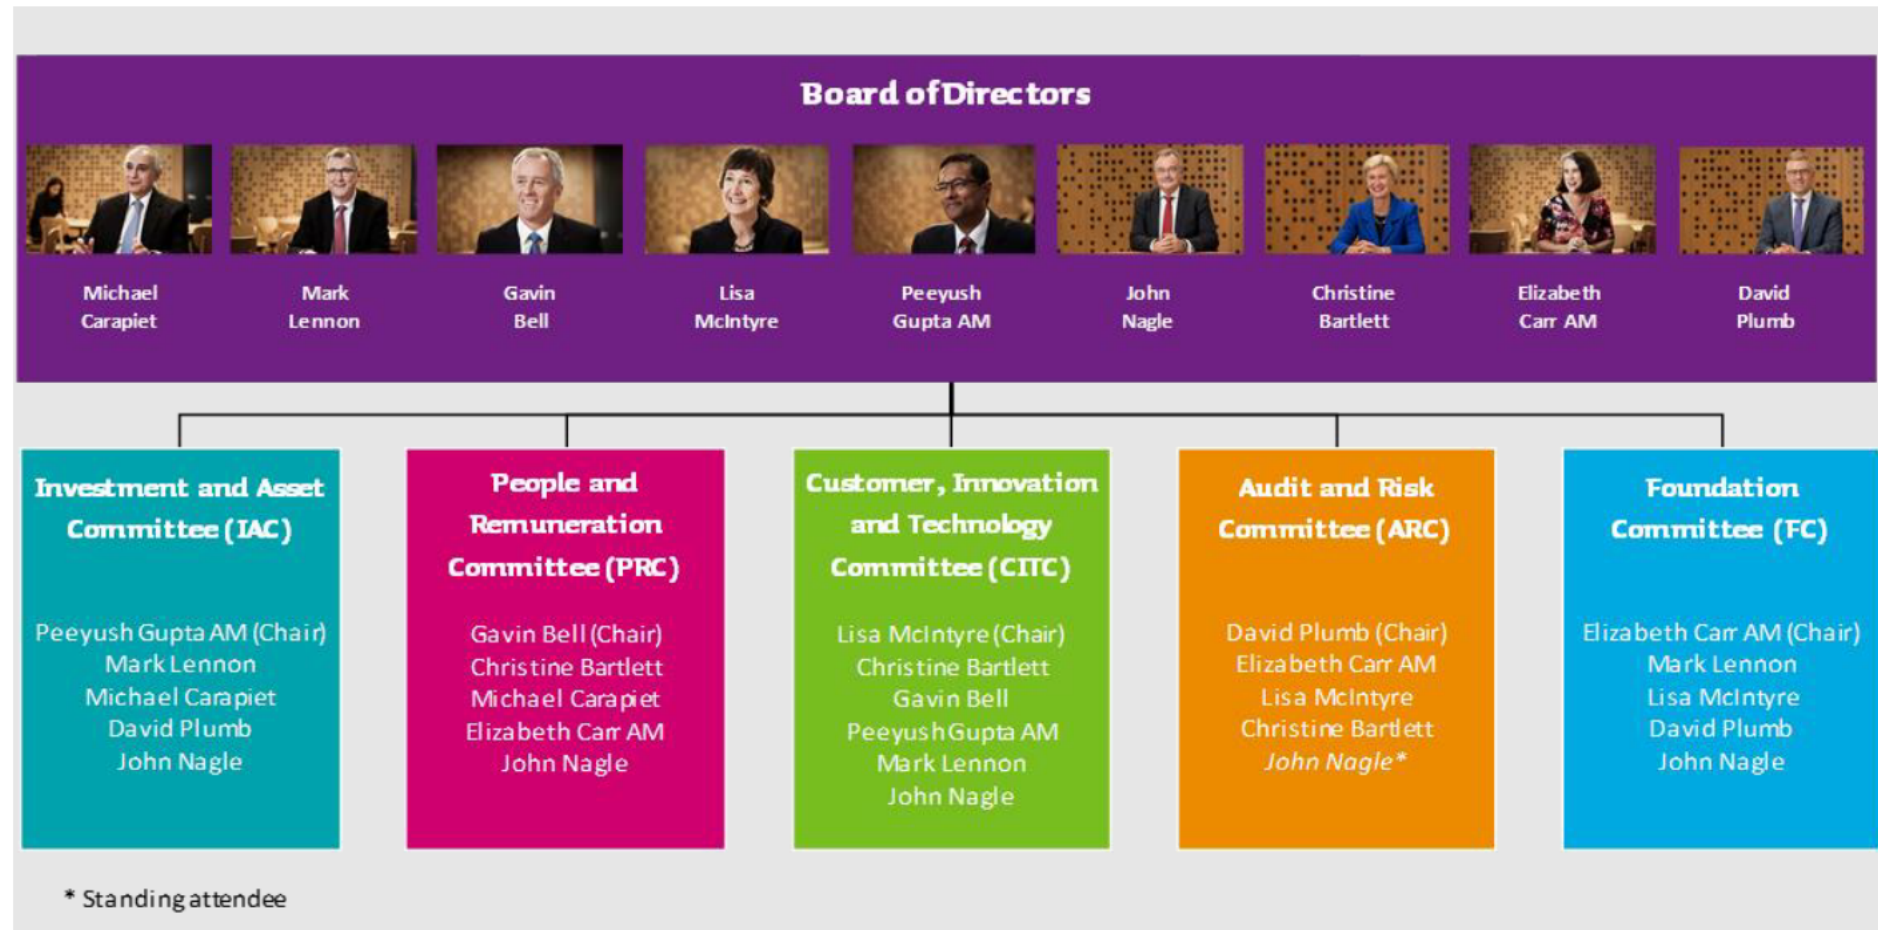 Board of Directors
Michael
Carapiet
Mark
Lennon
Gavin
Bell
Lisa
McIntyre
Peeyush
Gupta AM
John
Nagle
Christine
Bartlett
Elizabeth
Carr AM
David
Plumb
Investment and Asset
Committee (IAC)
Peeyush Gupta AM (Chair)
Mark Lennon
Michael Carapiet
David Plumb
John Nagle
People and
Remuneration
Committee (PRC)
Gavin Bell (Chair)
Christine Bartlett
Michael Carapiet
Elizabeth Carr AM
John Nagle
Customer, Innovation
and Technology
Committee (CITC)
Lisa McIntyre (Chair)
Christine Bartlett
Gavin Bell
Peeyush Gupta AM
Mark Lennon
John Nagle
Audit and Risk
Committee (ARC)
David Plumb (Chair)
Elizabeth Carr AM
Lisa McIntyre
Christine Bartlett
John Nagle*
Foundation
Committee (FC)
Elizabeth Carr AM (Chair)
Mark Lennon
Lisa McIntyre
David Plumb
John Nagle
* Standing attendee